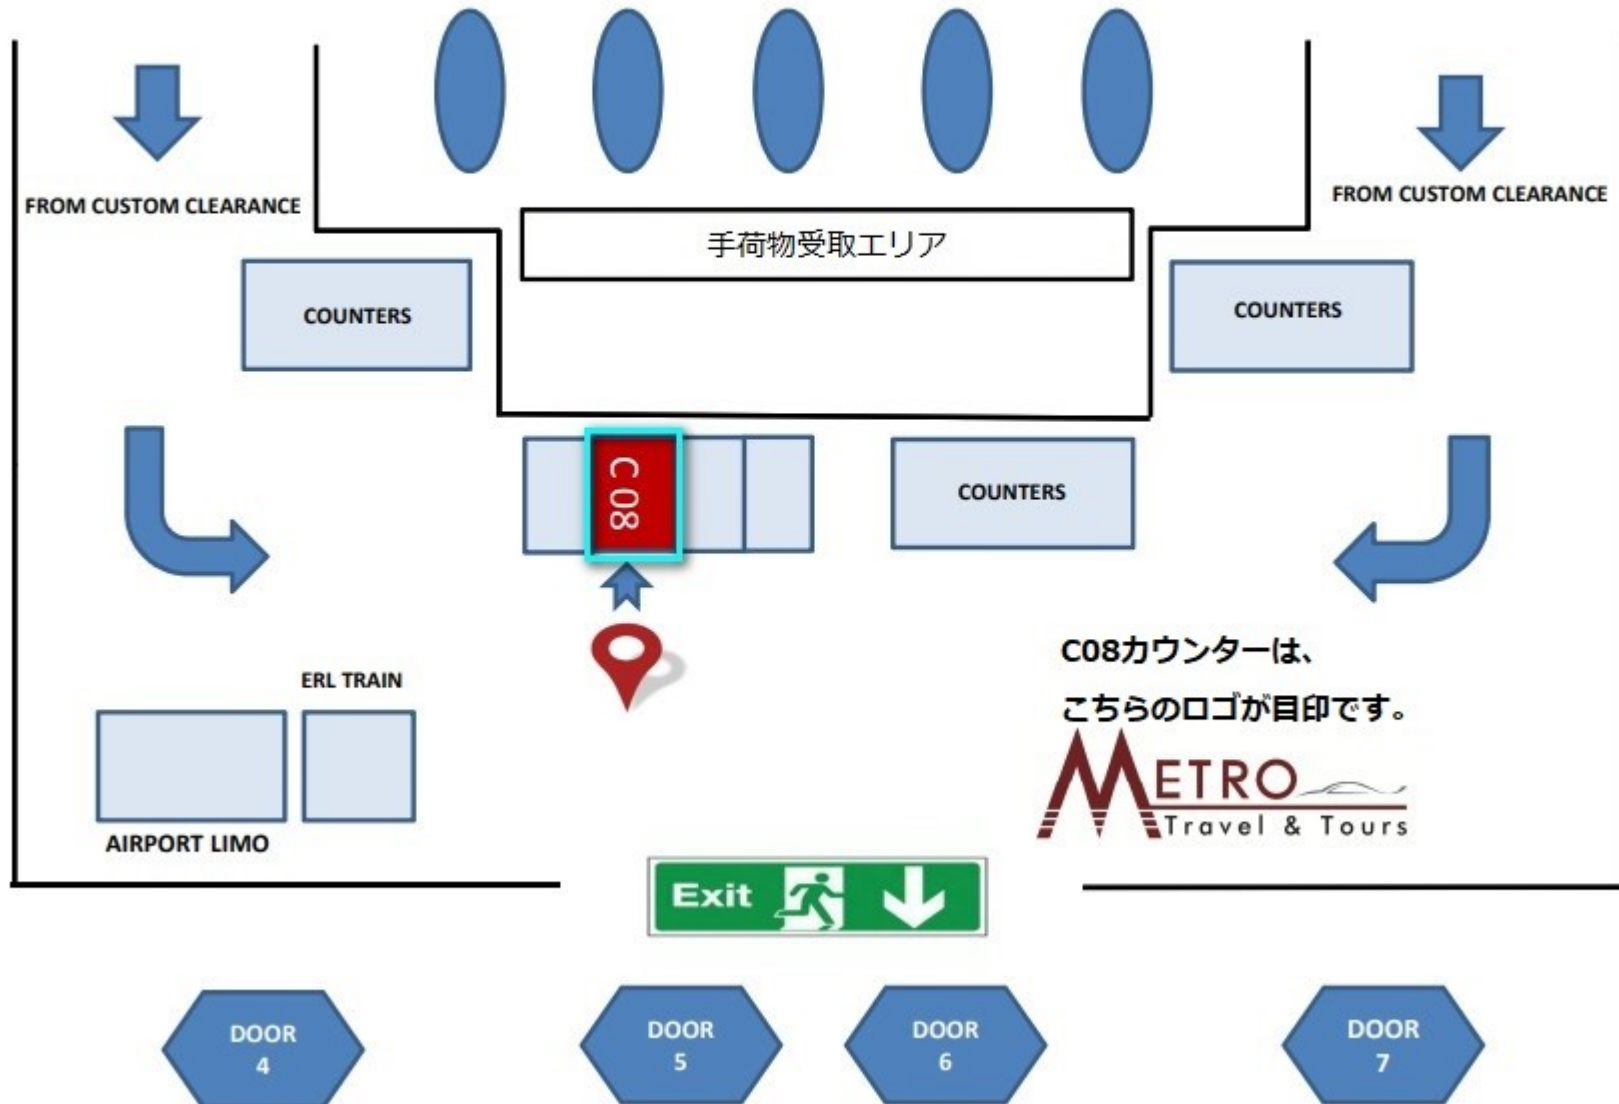 FROM CUSTOM CLEARANCE
FROM CUSTOM CLEARANCE
手荷物受取エリア
COUNTERS
COUNTERS
C 08
COUNTERS
C08カウンターは、
こちらのロゴが目印です。
METRO
Travel & Tours
ERL TRAIN
AIRPORT LIMO
Exit
DOOR
4
DOOR
5
DOOR
6
DOOR
7